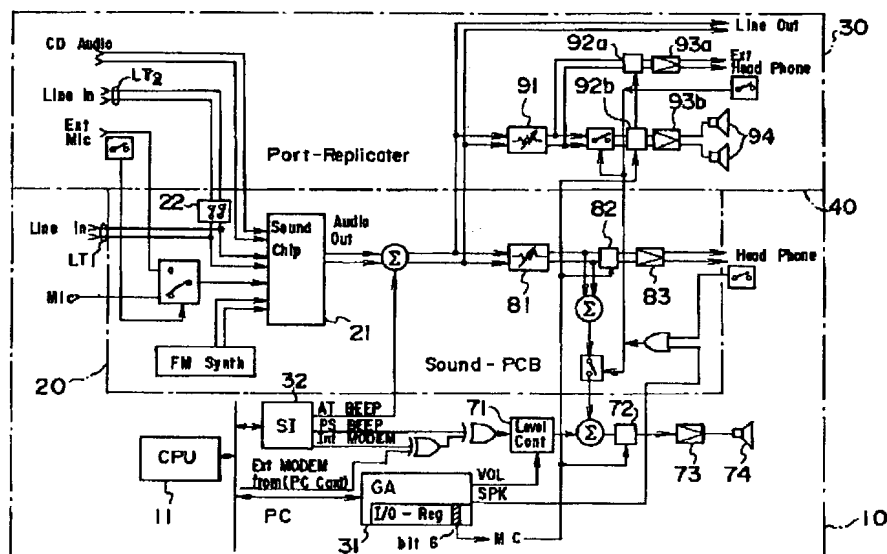 Line Out
30
CD Audio
92a
93a
Ext
Head Phone
LT2
Line In
92b
93b
Ext
Mic
91
94
Port-Replicater
22
40
Line In
Sound
Chip
Audio
Out
82
LT
Σ
Head Phone
81
83
Mic
Σ
21
FM Synth
Sound - PCB
20
32
AT BEEP
PS BEEP
Int MODEM
SI
71
Level
Cont
Σ
72
CPU
73
74
Ext MODEM
from(PC Card)
VOL
GA
SPK
11
PC
I/O - Reg
31
bit 6
MC
10